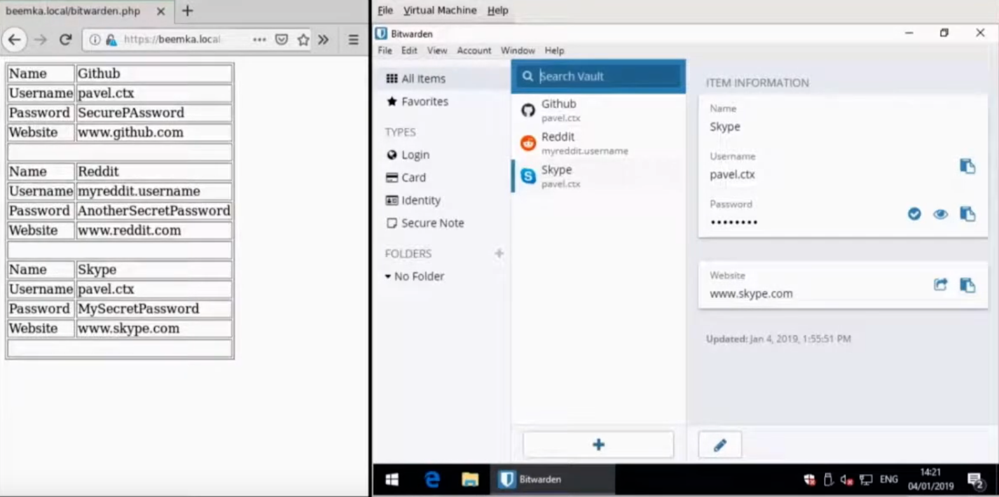 beemka.local/bitwarden.php
https://beemka.local
Name Github
Username pavel.ctx
Password SecurePAssword
Website www.github.com
Name Reddit
Username myreddit.username
Password AnotherSecretPassword
Website www.reddit.com
Name Skype
Username pavel.ctx
Password MySecretPassword
Website www.skype.com
File Virtual Machine Help
Bitwarden
File Edit View Account Window Help
All Items
Favorites
TYPES
Login
Card
Identity
Secure Note
FOLDERS
No Folder
Search Vault
Github
pavel.ctx
Reddit
myreddit.username
Skype
pavel.ctx
ITEM INFORMATION
Name
Skype
Username
pavel.ctx
Password
••••••••
Website
www.skype.com
Updated: Jan 4, 2019, 1:55:51 PM
Bitwarden
ENG
14:21
04/01/2019
2